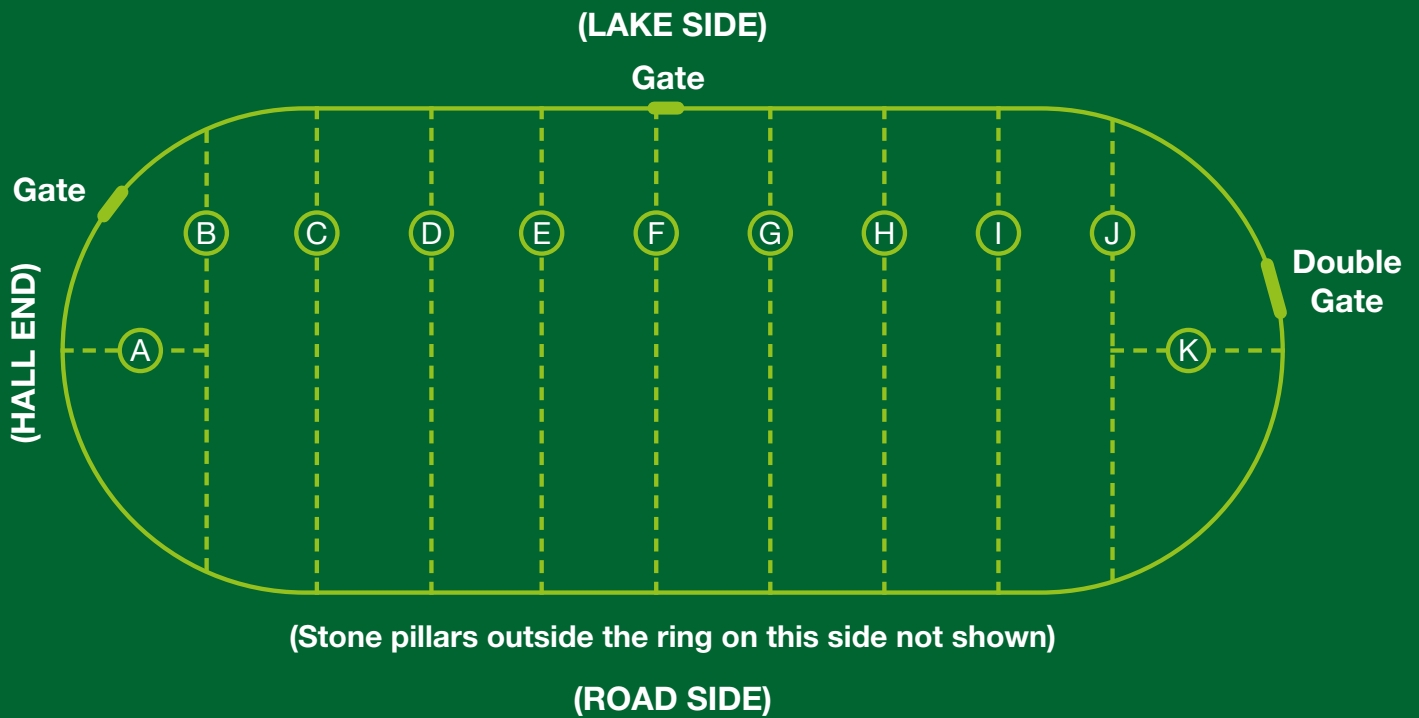 (LAKE SIDE)
Gate
Gate
B C D E F G H I J
Double
Gate
(HALL END)
A
K
(Stone pillars outside the ring on this side not shown)
(ROAD SIDE)